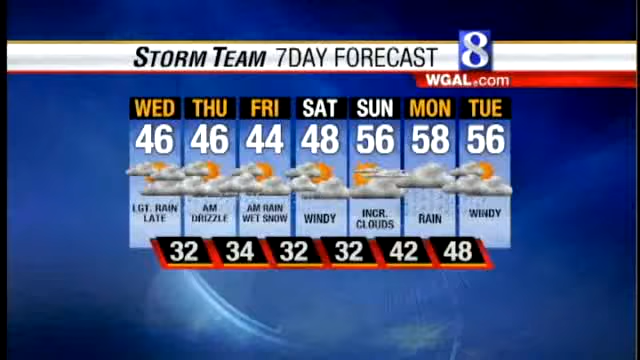 STORM TEAM 7DAY FORECAST 8
WGAL.com
WED THU FRI SAT SUN MON TUE
46 46 44 48 56 58 56
LGT. RAIN LATE
AM DRIZZLE
AM RAIN WET SNOW
WINDY
INCR. CLOUDS
RAIN
WINDY
32 34 32 32 42 48